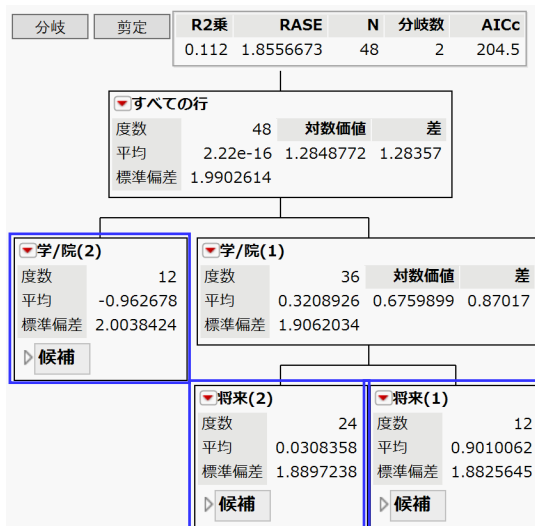 分岐 剪定 R2乗 RASE N 分岐数 AICc
0.112 1.8556673 48 2 204.5
すべての行
度数 48 対数価値 差
平均 2.22e-16 1.2848772 1.28357
標準偏差 1.9902614
学/院(2) 学/院(1)
度数 12 度数 36 対数価値 差
平均 -0.962678 平均 0.3208926 0.6759899 0.87017
標準偏差 2.0038424 標準偏差 1.9062034
候補
将来(2) 将来(1)
度数 24 度数 12
平均 0.0308358 平均 0.9010062
標準偏差 1.8897238 標準偏差 1.8825645
候補 候補